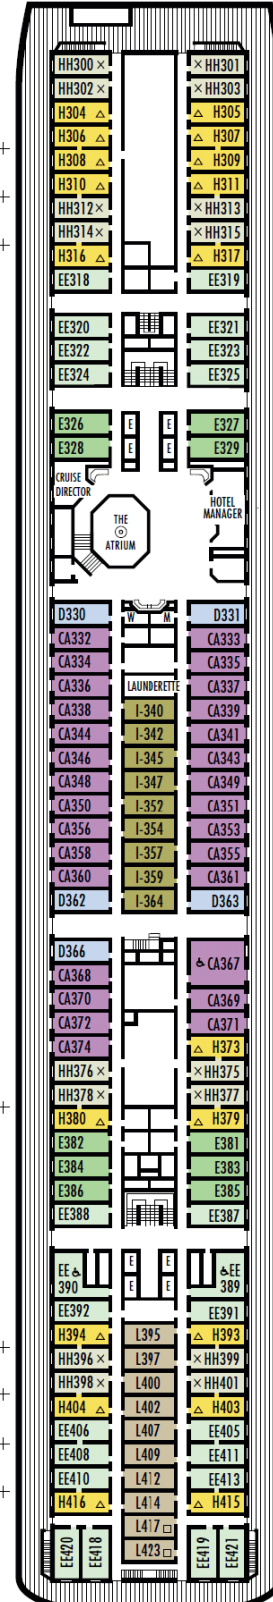 HH300 × × HH301
HH302 × × HH303
H304 △ △ H305
H306 △ △ H307
H308 △ △ H309
H310 △ △ H311
HH312 × × HH313
HH314 × × HH315
H316 △ △ H317
EE318 EE319
EE320 EE321
EE322 EE323
EE324 EE325
E326 E E E327
E328 E E E329
CRUISE
DIRECTOR
THE
ATRIUM
HOTEL
MANAGER
D330 W M D331
CA332 CA333
CA334 CA335
CA336 LAUNDERETTE CA337
CA338 I-340 CA339
CA344 I-342 CA341
CA346 I-345 CA343
CA348 I-347 CA349
CA350 I-352 CA351
CA356 I-354 CA353
CA358 I-357 CA355
CA360 I-359 CA361
D362 I-364 D363
D366
CA368 CA367
CA370 CA369
CA372 CA371
CA374 △ H373
HH376 × × HH375
HH378 × × HH377
H380 △ △ H379
E382 E381
E384 E383
E386 E385
EE388 EE387
EE
390
E E
E E
EE
389
EE392 EE391
H394 △ L395 △ H393
HH396 × L397 × HH399
HH398 × L400 × HH401
H404 △ L402 △ H403
EE406 L407 EE405
EE408 L409 EE411
EE410 L412 EE413
H416 △ L414 △ H415
L417 □
L423 □
EE420 EE418 EE419 EE421